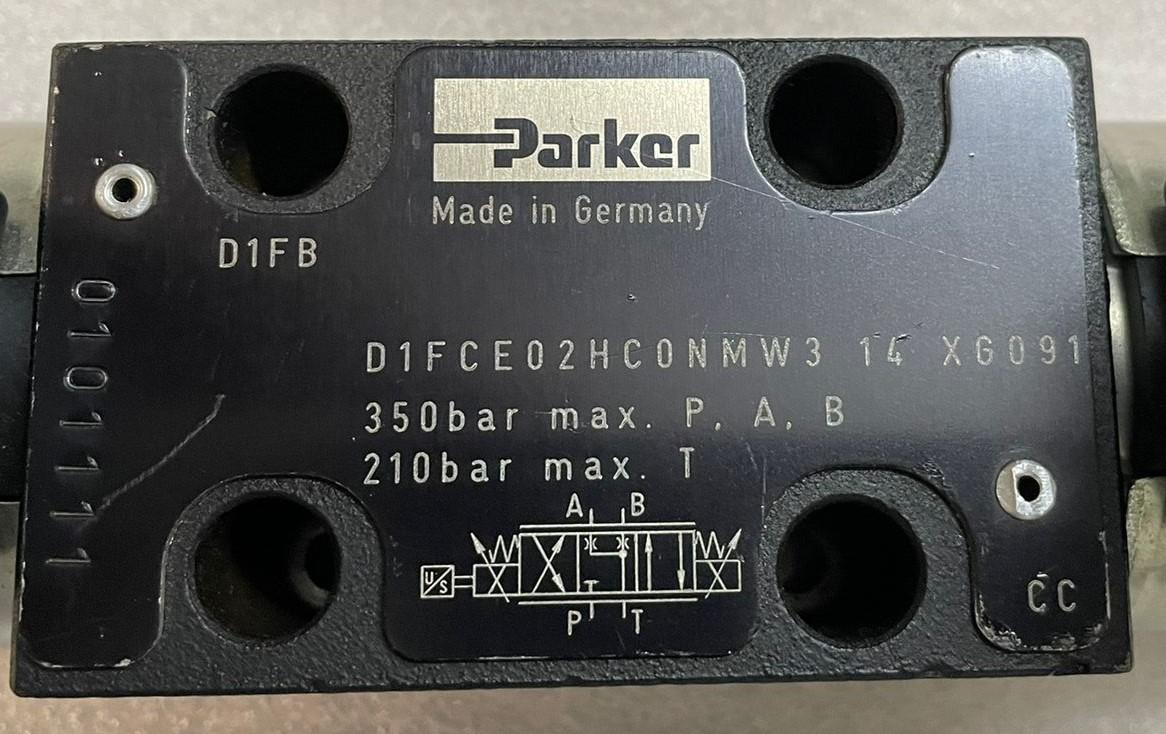 Parker
Made in Germany
D1FB
0101111
D1FCE02HC0NMW3 14 XG091
350bar max. P, A, B
210bar max. T
A B
U/S
T
P T
CC